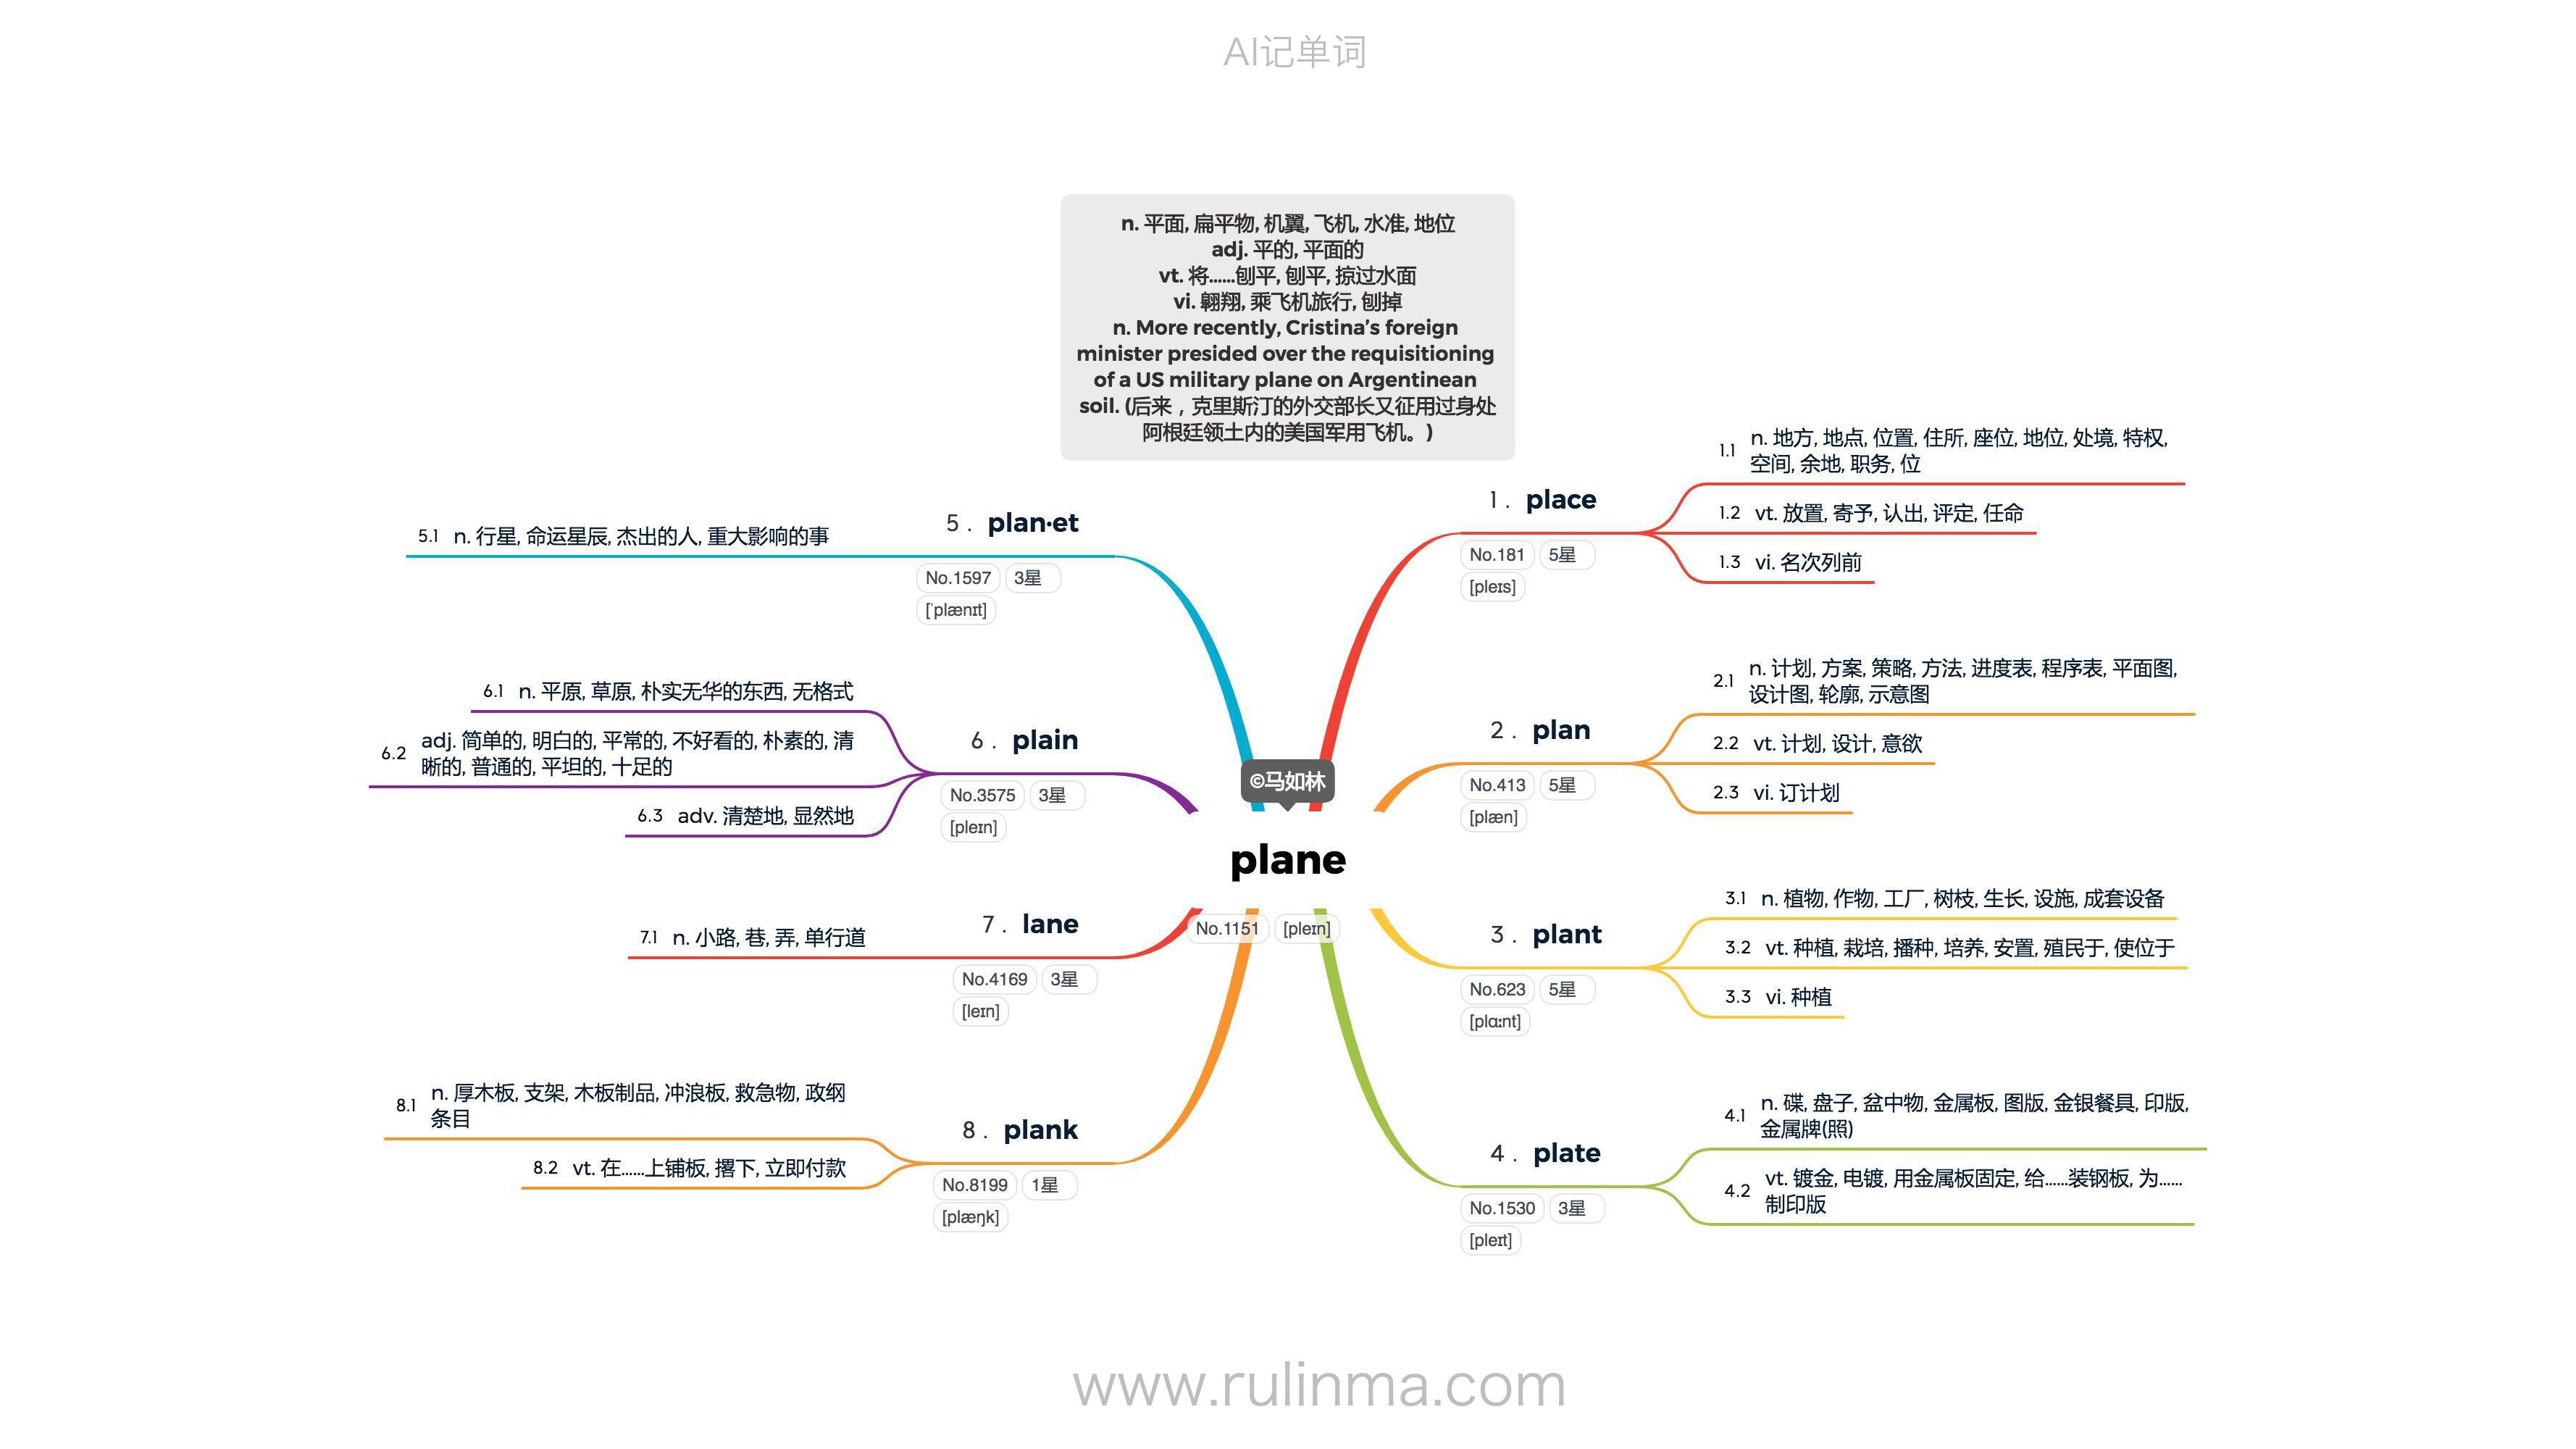 AI记单词
n. 平面, 扁平物, 机翼, 飞机, 水准, 地位
adj. 平的, 平面的
vt. 将……刨平, 刨平, 掠过水面
vi. 翱翔, 乘飞机旅行, 刨掉
n. More recently, Cristina’s foreign
minister presided over the requisitioning
of a US military plane on Argentinean
soil. (后来，克里斯汀的外交部长又征用过身处
阿根廷领土内的美国军用飞机。)
©马如林
plane
No.1151 [pleɪn]
1. place
No.181 5星
[pleɪs]
1.1 n. 地方, 地点, 位置, 住所, 座位, 地位, 处境, 特权,
空间, 余地, 职务, 位
1.2 vt. 放置, 寄予, 认出, 评定, 任命
1.3 vi. 名次列前
2. plan
No.413 5星
[plæn]
2.1 n. 计划, 方案, 策略, 方法, 进度表, 程序表, 平面图,
设计图, 轮廓, 示意图
2.2 vt. 计划, 设计, 意欲
2.3 vi. 订计划
3. plant
No.623 5星
[plɑːnt]
3.1 n. 植物, 作物, 工厂, 树枝, 生长, 设施, 成套设备
3.2 vt. 种植, 栽培, 播种, 培养, 安置, 殖民于, 使位于
3.3 vi. 种植
4. plate
No.1530 3星
[pleɪt]
4.1 n. 碟, 盘子, 盆中物, 金属板, 图版, 金银餐具, 印版,
金属牌(照)
4.2 vt. 镀金, 电镀, 用金属板固定, 给……装钢板, 为……
制印版
5. plan·et
No.1597 3星
[ˈplænɪt]
5.1 n. 行星, 命运星辰, 杰出的人, 重大影响的事
6. plain
No.3575 3星
[pleɪn]
6.1 n. 平原, 草原, 朴实无华的东西, 无格式
6.2 adj. 简单的, 明白的, 平常的, 不好看的, 朴素的, 清
晰的, 普通的, 平坦的, 十足的
6.3 adv. 清楚地, 显然地
7. lane
No.4169 3星
[leɪn]
7.1 n. 小路, 巷, 弄, 单行道
8. plank
No.8199 1星
[plæŋk]
8.1 n. 厚木板, 支架, 木板制品, 冲浪板, 救急物, 政纲
条目
8.2 vt. 在……上铺板, 撂下, 立即付款
www.rulinma.com